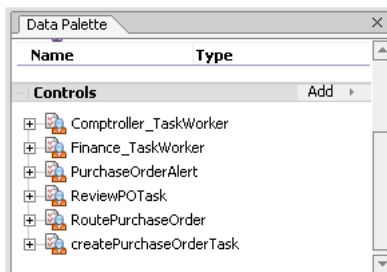 Data Palette
Name Type
Controls Add
Comptroller_TaskWorker
Finance_TaskWorker
PurchaseOrderAlert
ReviewPOTask
RoutePurchaseOrder
createPurchaseOrderTask